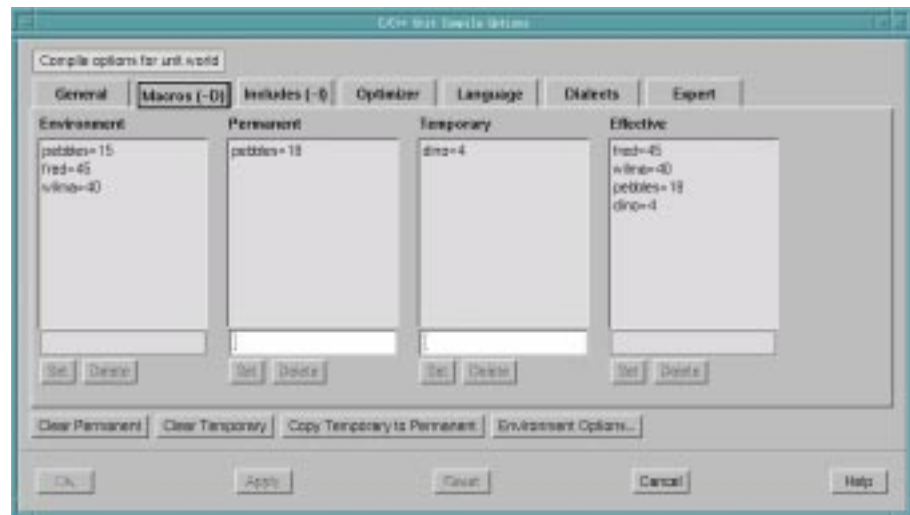 C/C++ Unit Compile Options
Compile options for unit world
General Macros (-D) Includes (-I) Optimizer Language Dialects Expert
Environment Permanent Temporary Effective
pebbles=15 pebbles=18 dino=4 fred=45
fred=45 wilma=40
wilma=40 pebbles=18
dino=4
Set Delete Set Delete Set Delete Set Delete
Clear Permanent Clear Temporary Copy Temporary to Permanent Environment Options...
OK Apply Reset Cancel Help